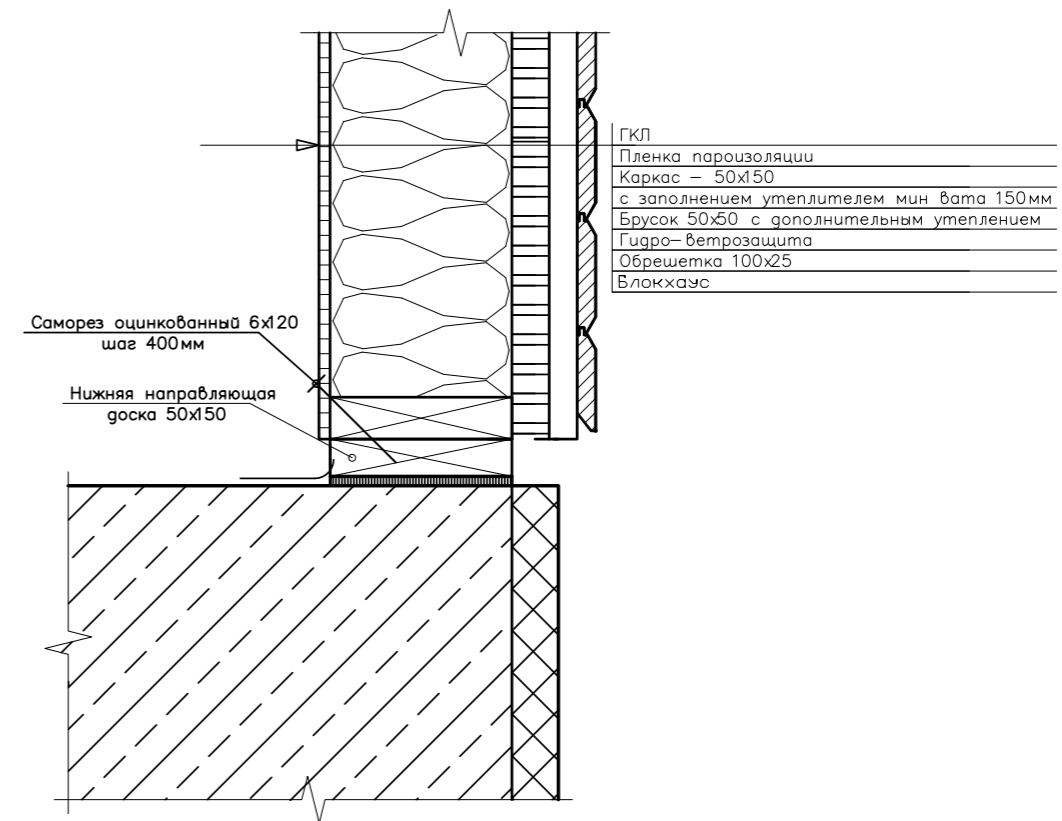 ГКЛ
Пленка пароизоляции
Каркас – 50х150
с заполнением утеплителем мин вата 150мм
Брусок 50х50 с дополнительным утеплением
Гидро–ветрозащита
Обрешетка 100х25
Блокхаус
Саморез оцинкованный 6х120
шаг 400мм
Нижняя направляющая
доска 50х150